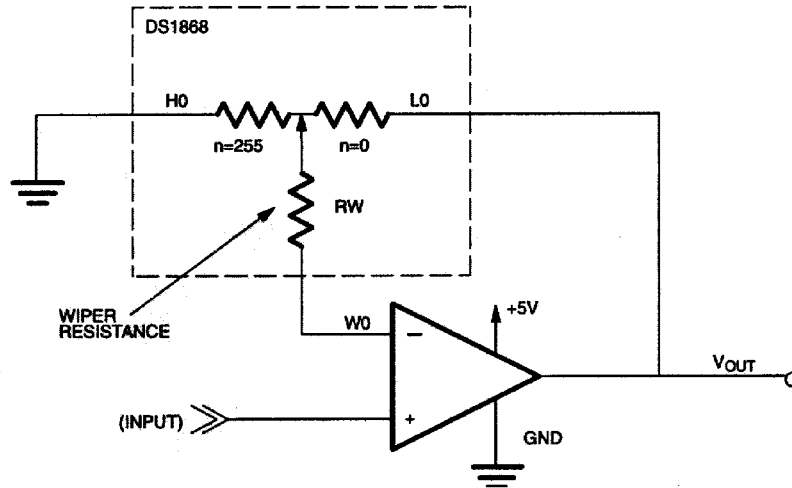 DS1868
H0
L0
n=255
n=0
RW
WIPER
RESISTANCE
W0
+5V
−
VOUT
(INPUT)
+
GND